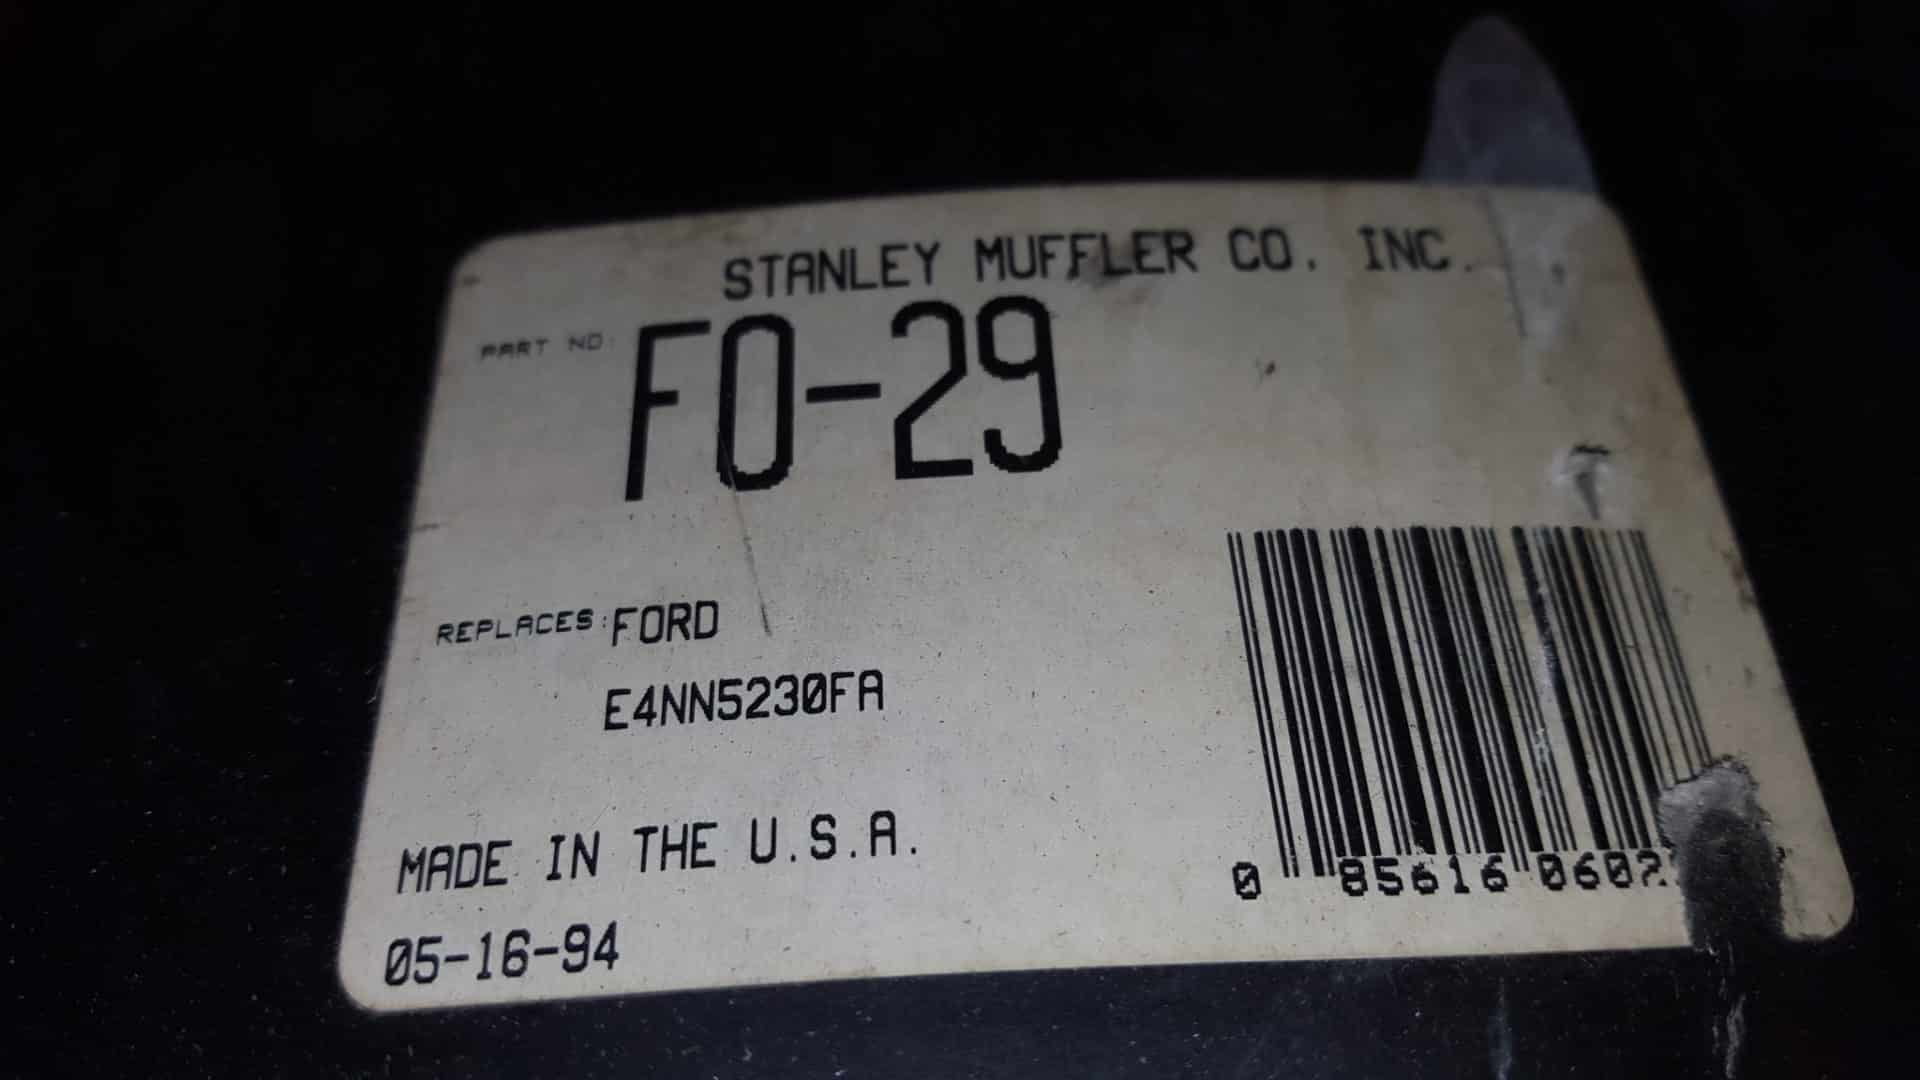 STANLEY MUFFLER CO. INC.
PART NO: FO-29
REPLACES: FORD
E4NN5230FA
MADE IN THE U.S.A.
05-16-94
0 85616 0602